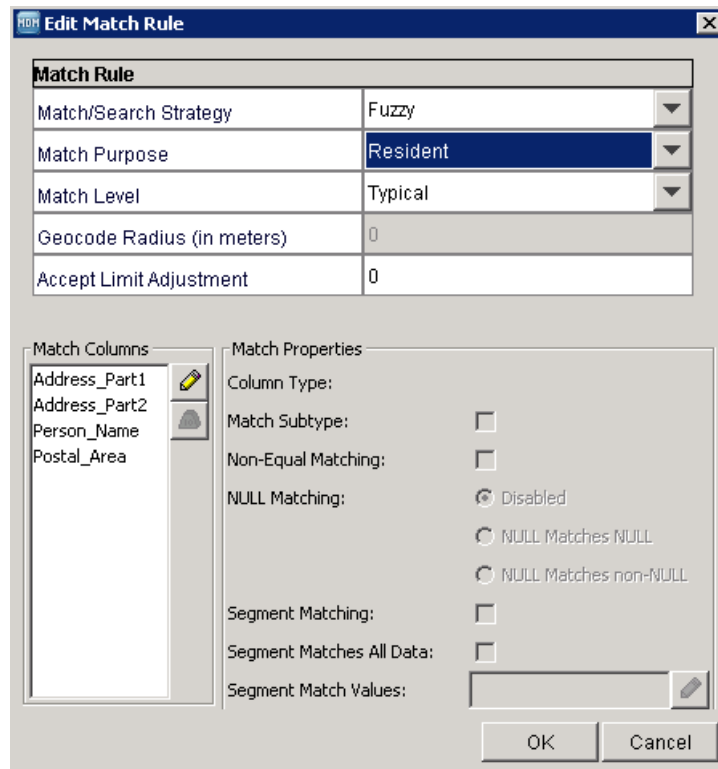 MDM Edit Match Rule
Match Rule
Match/Search Strategy Fuzzy
Match Purpose Resident
Match Level Typical
Geocode Radius (in meters) 0
Accept Limit Adjustment 0
Match Columns
Address_Part1
Address_Part2
Person_Name
Postal_Area
Match Properties
Column Type:
Match Subtype:
Non-Equal Matching:
NULL Matching: Disabled
NULL Matches NULL
NULL Matches non-NULL
Segment Matching:
Segment Matches All Data:
Segment Match Values:
OK Cancel